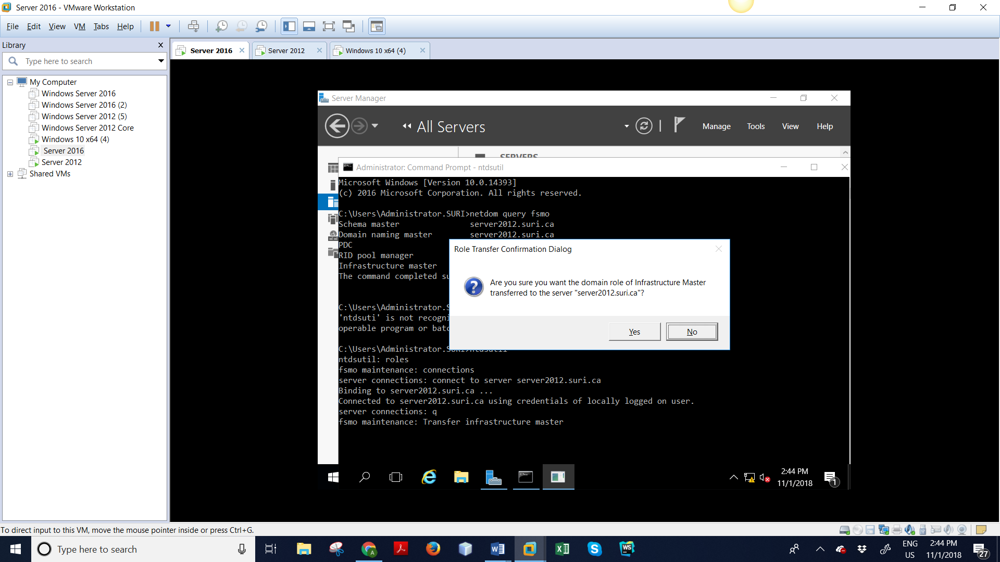 Server 2016 - VMware Workstation
File Edit View VM Tabs Help
Library
Type here to search
My Computer
Windows Server 2016
Windows Server 2016 (2)
Windows Server 2012 (5)
Windows Server 2012 Core
Windows 10 x64 (4)
Server 2016
Server 2012
Shared VMs
Server 2016 Server 2012 Windows 10 x64 (4)
Server Manager
All Servers
Manage Tools View Help
SERVERS
Administrator: Command Prompt - ntdsutil
Microsoft Windows [Version 10.0.14393]
(c) 2016 Microsoft Corporation. All rights reserved.
C:\Users\Administrator.SURI>netdom query fsmo
Schema master server2012.suri.ca
Domain naming master server2012.suri.ca
PDC
RID pool manager
Infrastructure master
The command completed su
C:\Users\Administrator.S
'ntdsuti' is not recogni
operable program or batc
C:\Users\Administrator.SURI>ntdsutil
ntdsutil: roles
fsmo maintenance: connections
server connections: connect to server server2012.suri.ca
Binding to server2012.suri.ca ...
Connected to server2012.suri.ca using credentials of locally logged on user.
server connections: q
fsmo maintenance: Transfer infrastructure master
Role Transfer Confirmation Dialog
Are you sure you want the domain role of Infrastructure Master
transferred to the server "server2012.suri.ca"?
Yes No
2:44 PM
11/1/2018
1
To direct input to this VM, move the mouse pointer inside or press Ctrl+G.
Type here to search
A
WS
ENG
US
2:44 PM
11/1/2018
27